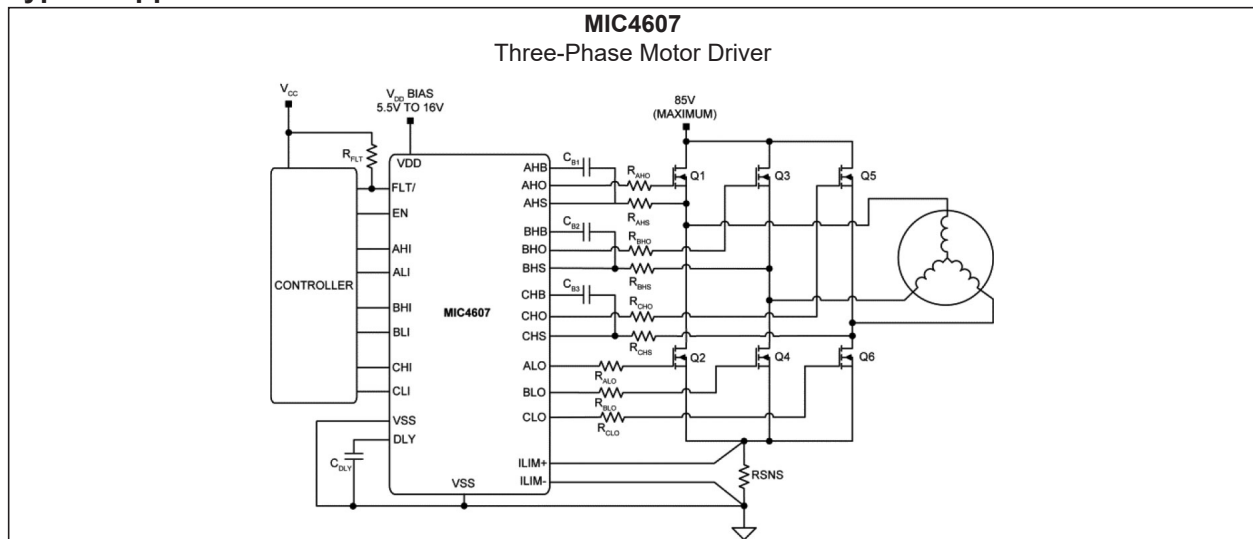 MIC4607
Three-Phase Motor Driver
VCC
VDD BIAS
5.5V TO 16V
85V
(MAXIMUM)
RFLT
VDD
FLT/
EN
AHI
ALI
BHI
BLI
CHI
CLI
VSS
DLY
CONTROLLER
MIC4607
VSS
CDLY
AHB
AHO
AHS
BHB
BHO
BHS
CHB
CHO
CHS
ALO
BLO
CLO
ILIM+
ILIM-
CB1
RAHO
RAHS
CB2
RBHO
RBHS
CB3
RCHO
RCHS
RALO
RBLO
RCLO
Q1
Q3
Q5
Q2
Q4
Q6
RSNS